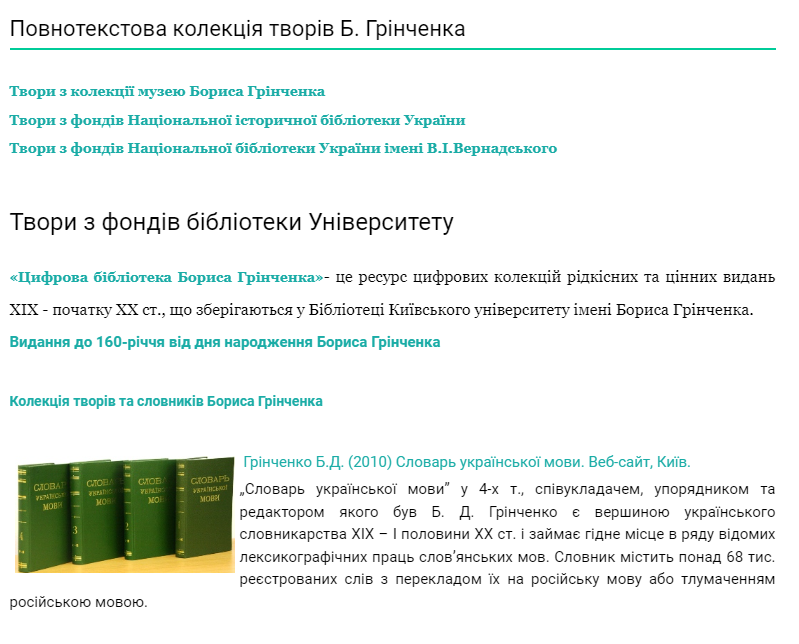 Повнотекстова колекція творів Б. Грінченка
Твори з колекції музею Бориса Грінченка
Твори з фондів Національної історичної бібліотеки України
Твори з фондів Національної бібліотеки України імені В.І.Вернадського
Твори з фондів бібліотеки Університету
«Цифрова бібліотека Бориса Грінченка»- це ресурс цифрових колекцій рідкісних та цінних видань
XIX - початку XX ст., що зберігаються у Бібліотеці Київського університету імені Бориса Грінченка.
Видання до 160-річчя від дня народження Бориса Грінченка
Колекція творів та словників Бориса Грінченка
Грінченко Б.Д. (2010) Словарь української мови. Веб-сайт, Київ.
„Словарь української мови” у 4-х т., співукладачем, упорядником та
редактором якого був Б. Д. Грінченко є вершиною українського
словникарства XIX – I половини XX ст. і займає гідне місце в ряду відомих
лексикографічних праць слов’янських мов. Словник містить понад 68 тис.
реєстрованих слів з перекладом їх на російську мову або тлумаченням
російською мовою.
СЛОВАРЬ
УКРАЇНСЬКОЇ
МОВИ
4
СЛОВАРЬ
УКРАЇНСЬКОЇ
МОВИ
3
СЛОВАРЬ
УКРАЇНСЬКОЇ
МОВИ
2
СЛОВАРЬ
УКРАЇНСЬКОЇ
МОВИ